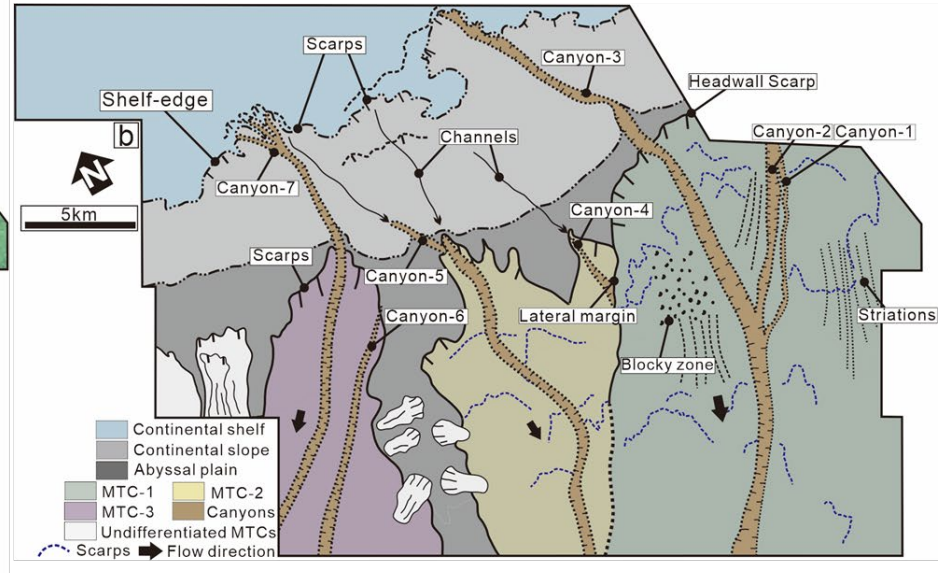 Scarps
Canyon-3
Headwall Scarp
Shelf-edge
b
Channels
Canyon-2
Canyon-1
N
Canyon-7
5km
Canyon-4
Scarps
Canyon-5
Canyon-6
Lateral margin
Striations
Blocky zone
Continental shelf
Continental slope
Abyssal plain
MTC-1
MTC-2
MTC-3
Canyons
Undifferentiated MTCs
Scarps
Flow direction